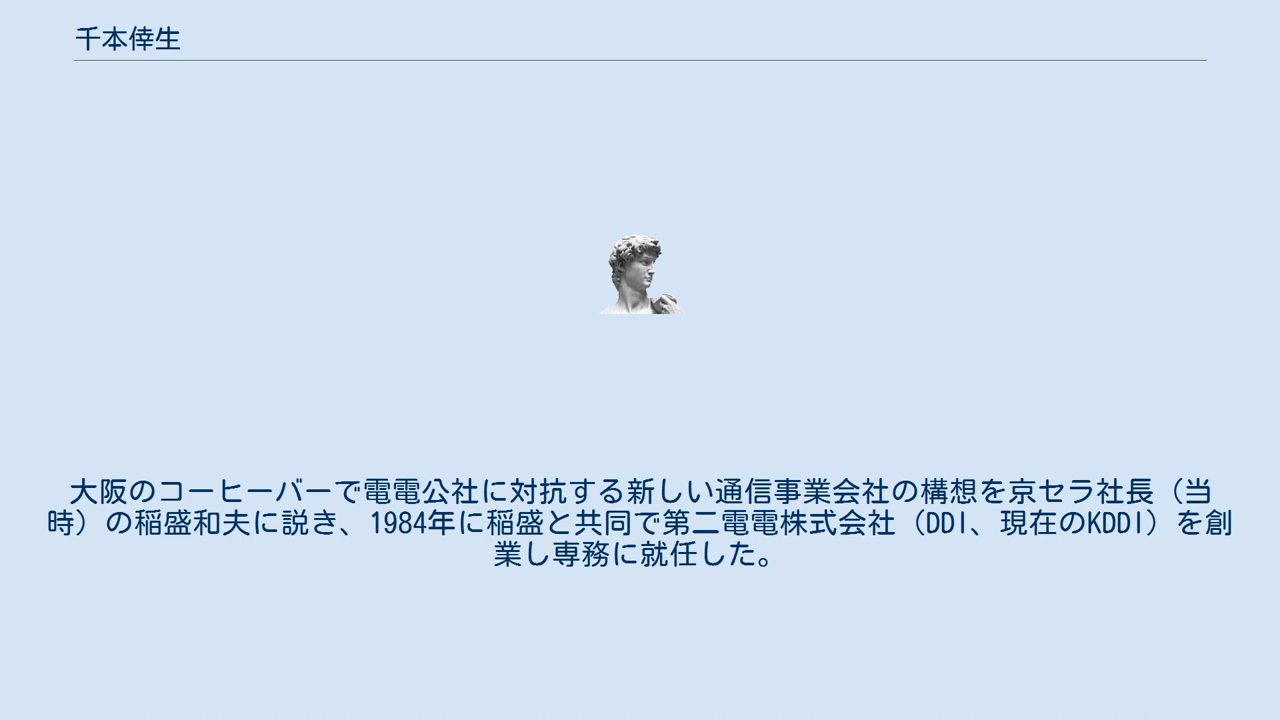 千本倖生
大阪のコーヒーバーで電電公社に対抗する新しい通信事業会社の構想を京セラ社長（当
時）の稲盛和夫に説き、1984年に稲盛と共同で第二電電株式会社（DDI、現在のKDDI）を創
業し専務に就任した。